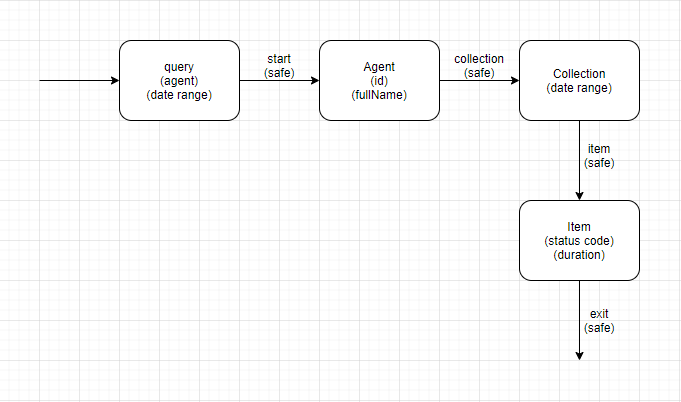 query
(agent)
(date range)
start
(safe)
Agent
(id)
(fullName)
collection
(safe)
Collection
(date range)
item
(safe)
Item
(status code)
(duration)
exit
(safe)